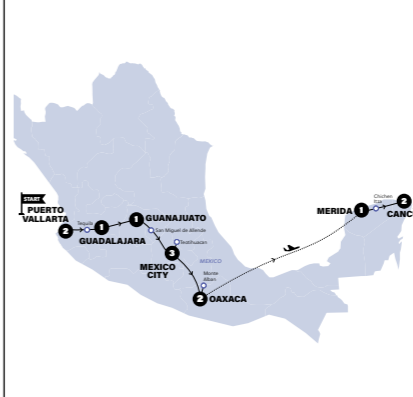 START
PUERTO
VALLARTA
2
Tequila
1
GUADALAJARA
1
GUANAJUATO
San Miguel de Allende
Teotihuacan
3
MEXICO
CITY
MEXICO
Monte
Alban
2
OAXACA
MERIDA
1
Chichen
Itza
2
CANC